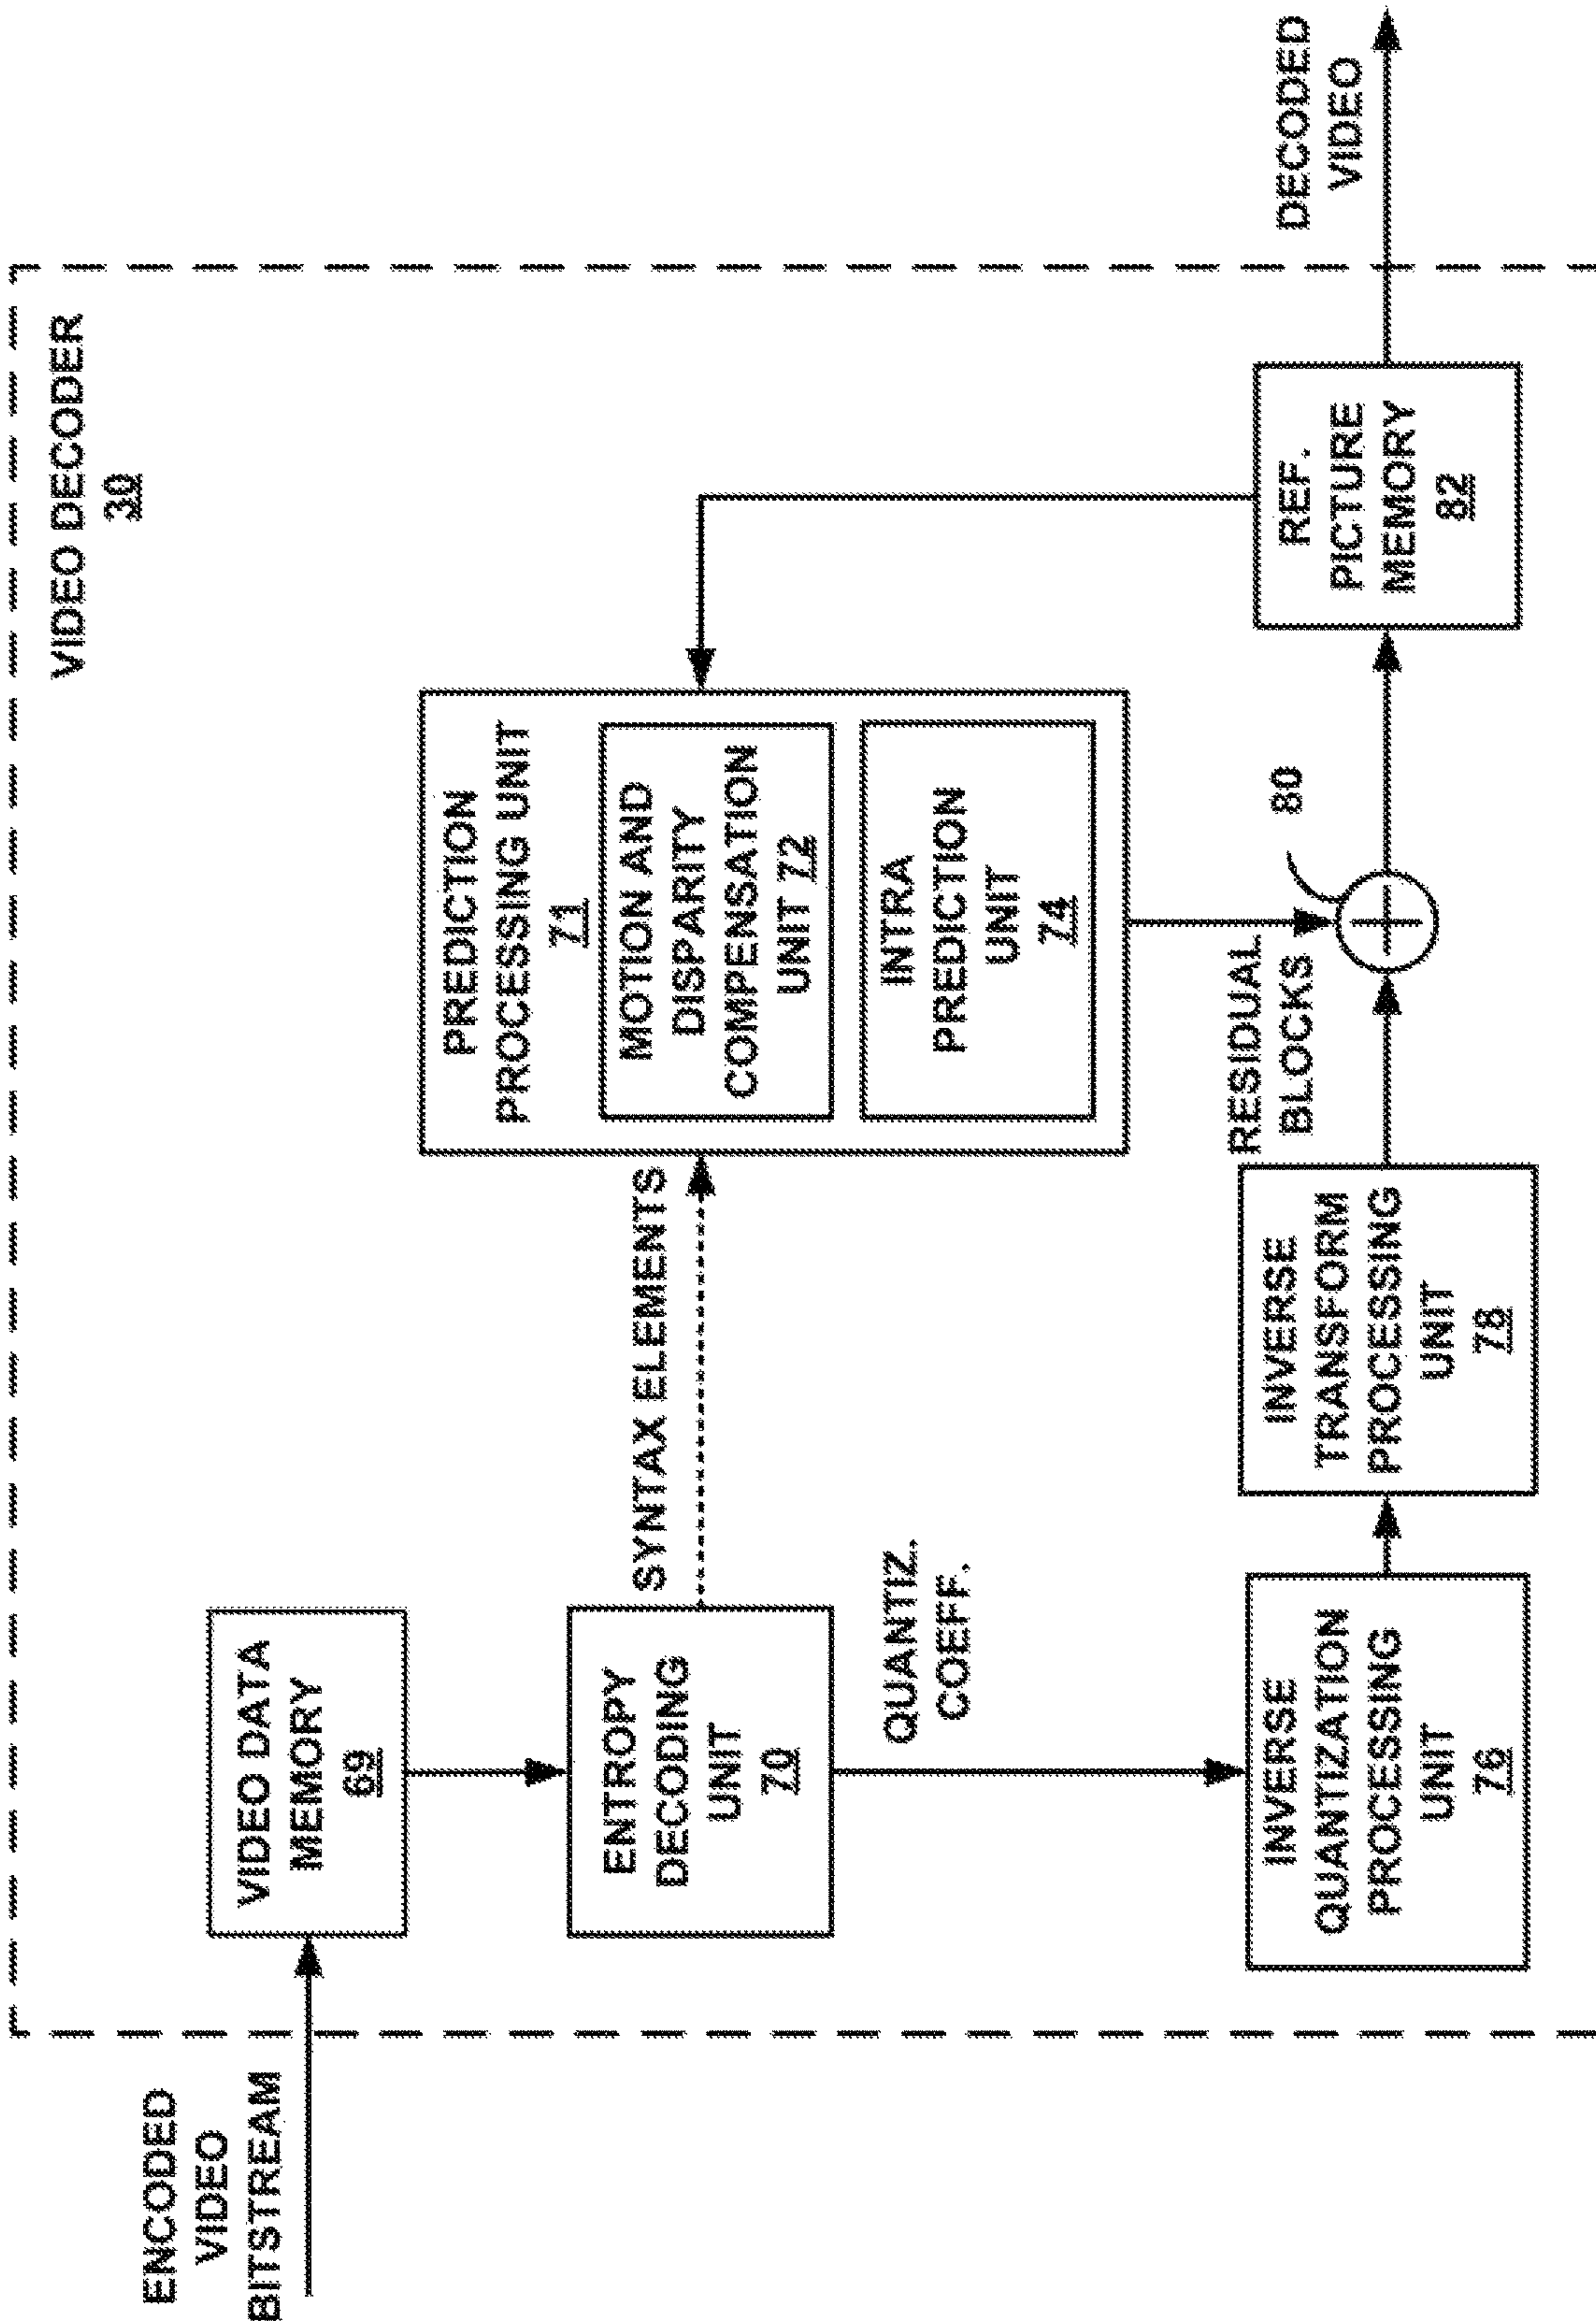 VIDEO DECODER
30
ENCODED
VIDEO
BITSTREAM
VIDEO DATA
MEMORY
69
ENTROPY
DECODING
UNIT
70
SYNTAX ELEMENTS
PREDICTION
PROCESSING UNIT
71
MOTION AND
DISPARITY
COMPENSATION
UNIT 72
INTRA
PREDICTION
UNIT
74
QUANTIZ.
COEFF.
INVERSE
QUANTIZATION
PROCESSING
UNIT
76
INVERSE
TRANSFORM
PROCESSING
UNIT
78
RESIDUAL
BLOCKS
80
REF.
PICTURE
MEMORY
82
DECODED
VIDEO